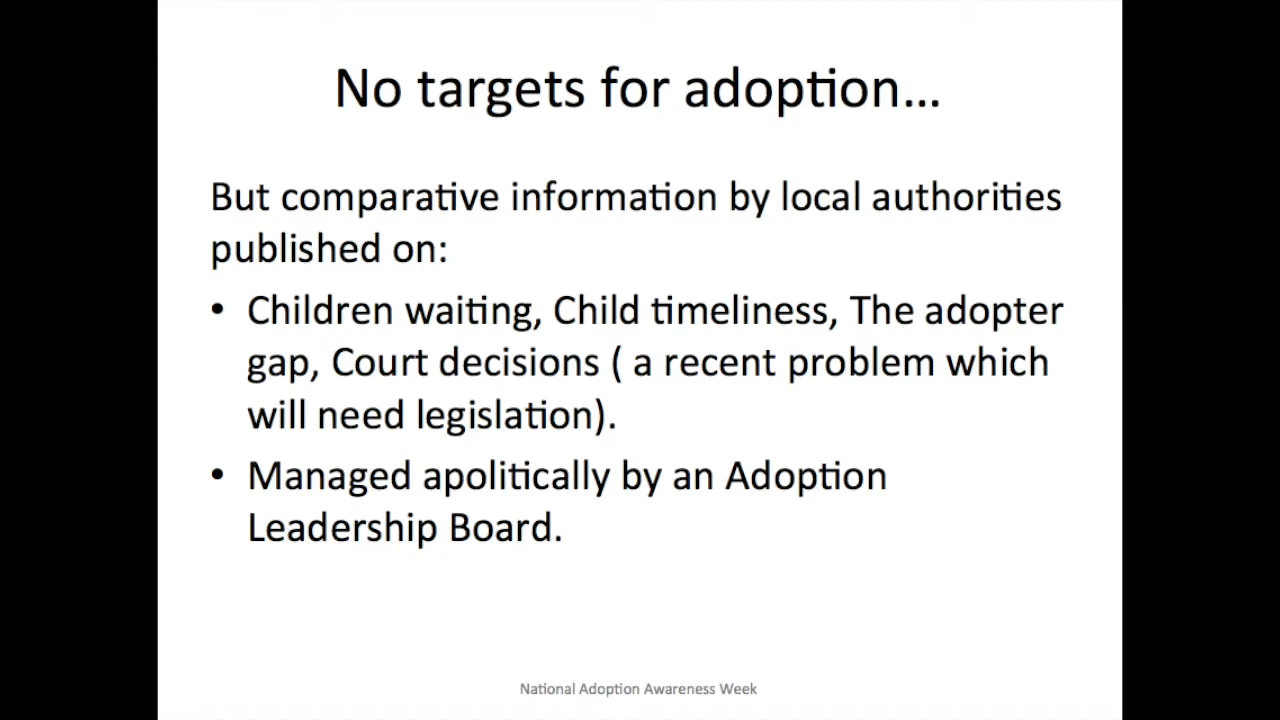 No targets for adoption...
But comparative information by local authorities
published on:
• Children waiting, Child timeliness, The adopter
gap, Court decisions ( a recent problem which
will need legislation).
• Managed apolitically by an Adoption
Leadership Board.
National Adoption Awareness Week